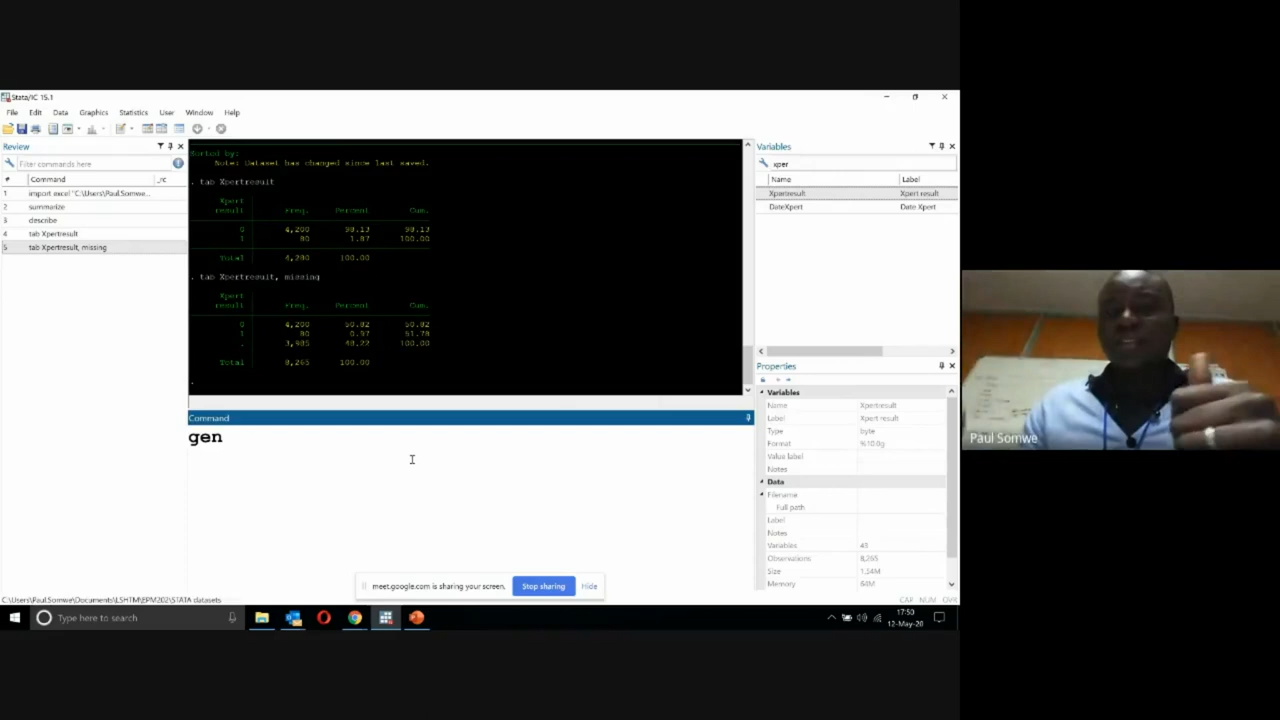 Stata/IC 15.1
File Edit Data Graphics Statistics User Window Help
Review
Filter commands here
# Command _rc
1 import excel "C:\Users\Paul.Somwe...
2 summarize
3 describe
4 tab Xpertresult
5 tab Xpertresult, missing
Sorted by:
Note: Dataset has changed since last saved.
. tab Xpertresult
Xpert
result Freq. Percent Cum.
0 4,200 98.13 98.13
1 80 1.87 100.00
Total 4,280 100.00
. tab Xpertresult, missing
Xpert
result Freq. Percent Cum.
0 4,200 50.82 50.82
1 80 0.97 51.78
. 3,985 48.22 100.00
Total 8,265 100.00
.
Command
gen
Variables
xper
Name Label
Xpertresult Xpert result
DateXpert Date Xpert
Properties
Variables
Name Xpertresult
Label Xpert result
Type byte
Format %10.0g
Value label
Notes
Data
Filename
Full path
Label
Notes
Variables 43
Observations 8,265
Size 1.54M
Memory 64M
meet.google.com is sharing your screen. Stop sharing Hide
C:\Users\Paul.Somwe\Documents\LSHTM\EPM202\STATA datasets
CAP NUM OVR
Type here to search
17:50
12-May-20
Paul Somwe